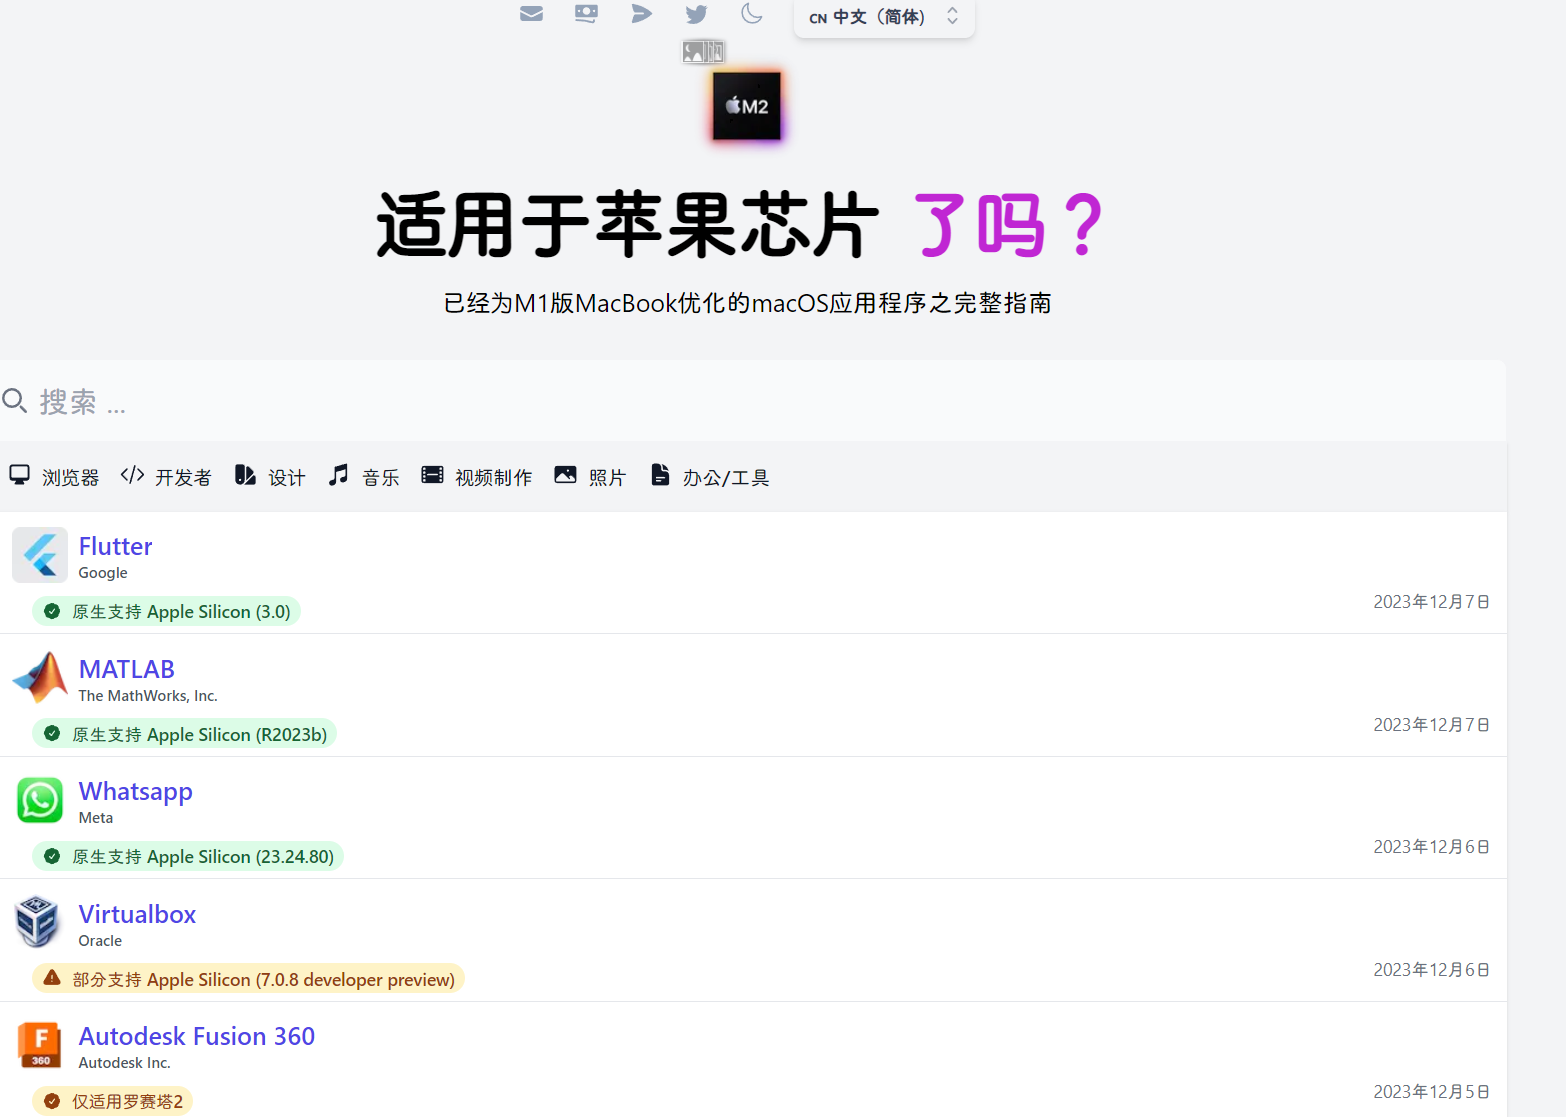 CN 中文（简体）
M2
适用于苹果芯片 了吗？
已经为M1版MacBook优化的macOS应用程序之完整指南
搜索 ...
浏览器 开发者 设计 音乐 视频制作 照片 办公/工具
Flutter
Google
原生支持 Apple Silicon (3.0)
2023年12月7日
MATLAB
The MathWorks, Inc.
原生支持 Apple Silicon (R2023b)
2023年12月7日
Whatsapp
Meta
原生支持 Apple Silicon (23.24.80)
2023年12月6日
Virtualbox
Oracle
部分支持 Apple Silicon (7.0.8 developer preview)
2023年12月6日
F
360
Autodesk Fusion 360
Autodesk Inc.
仅适用罗赛塔2
2023年12月5日